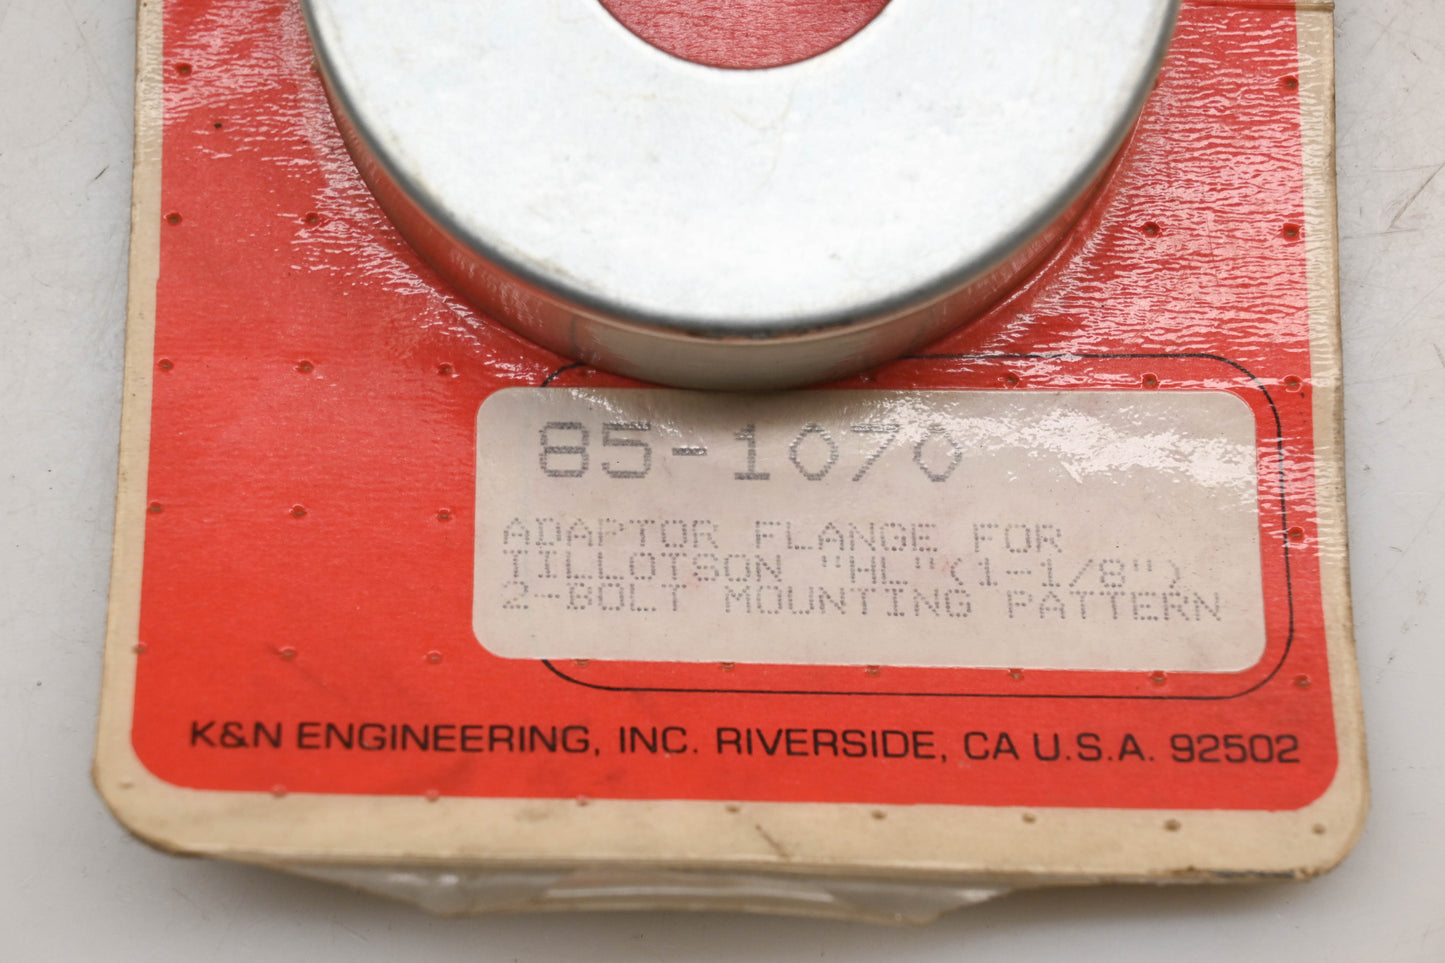 85-1070
ADAPTOR FLANGE FOR
TILLOTSON "HL"(1-1/8")
2-BOLT MOUNTING PATTERN
K&N ENGINEERING, INC. RIVERSIDE, CA U.S.A. 92502